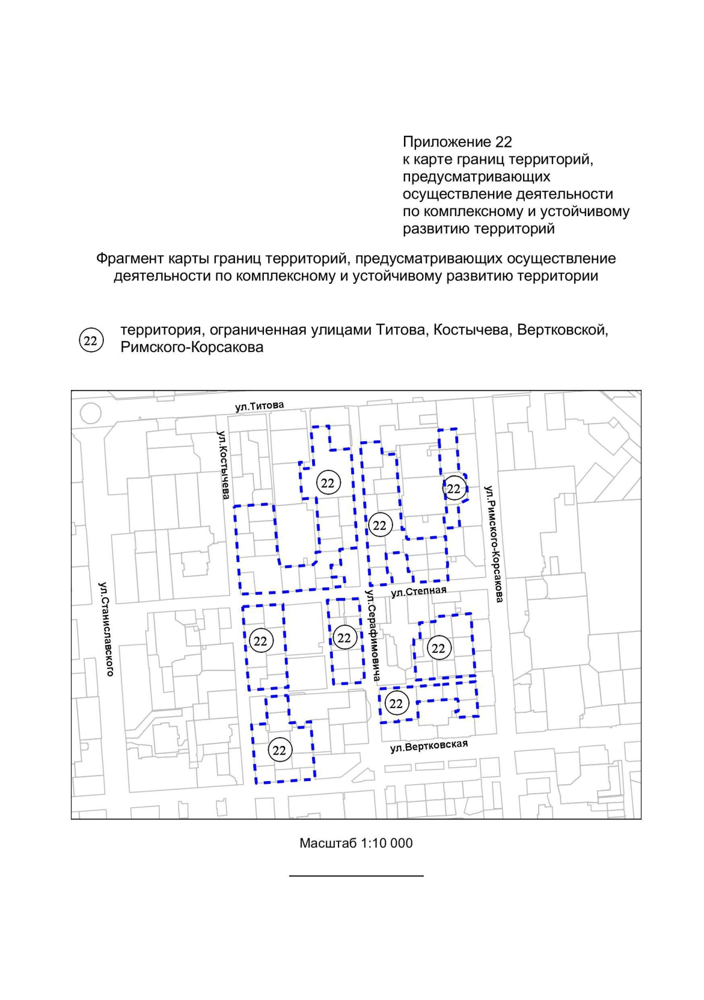 Приложение 22
к карте границ территорий,
предусматривающих
осуществление деятельности
по комплексному и устойчивому
развитию территорий
Фрагмент карты границ территорий, предусматривающих осуществление
деятельности по комплексному и устойчивому развитию территории
22
территория, ограниченная улицами Титова, Костычева, Вертковской,
Римского-Корсакова
ул.Титова
ул.Костычева
22
22
22
ул.Римского-Корсакова
ул.Станиславского
ул.Степная
ул.Серафимовича
22
22
22
22
ул.Вертковская
22
Масштаб 1:10 000